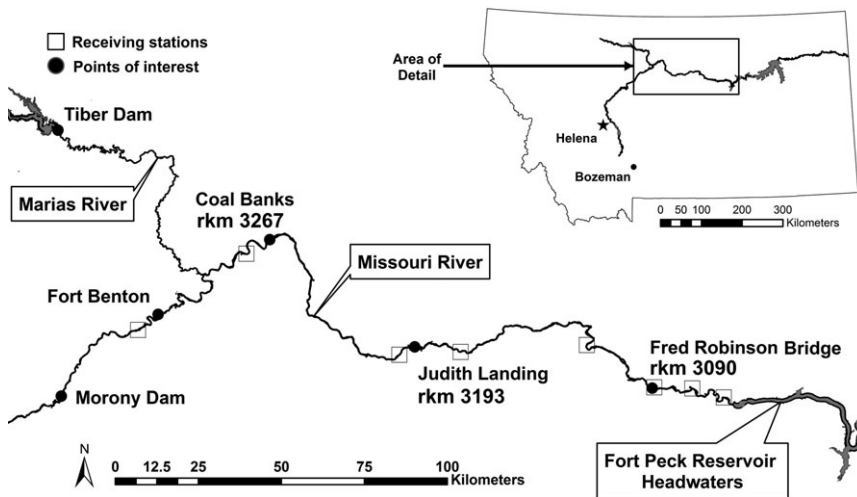 Receiving stations
Points of interest
Area of
Detail
Helena
Bozeman
0 50 100 200 300
Kilometers
Tiber Dam
Marias River
Coal Banks
rkm 3267
Missouri River
Fort Benton
Morony Dam
Judith Landing
rkm 3193
Fred Robinson Bridge
rkm 3090
Fort Peck Reservoir
Headwaters
N
0 12.5 25 50 75 100
Kilometers